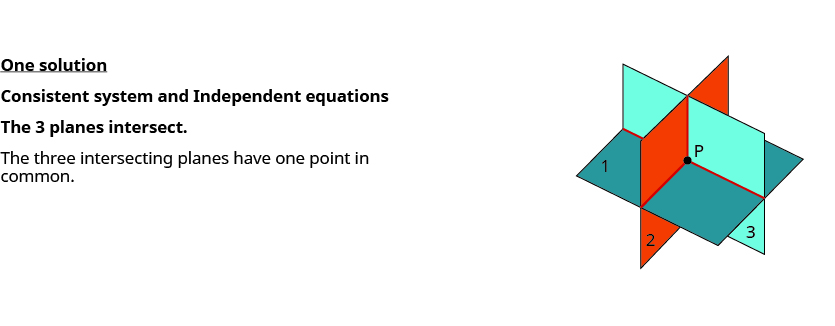 One solution
Consistent system and Independent equations
The 3 planes intersect.
The three intersecting planes have one point in
common.
P
1
3
2